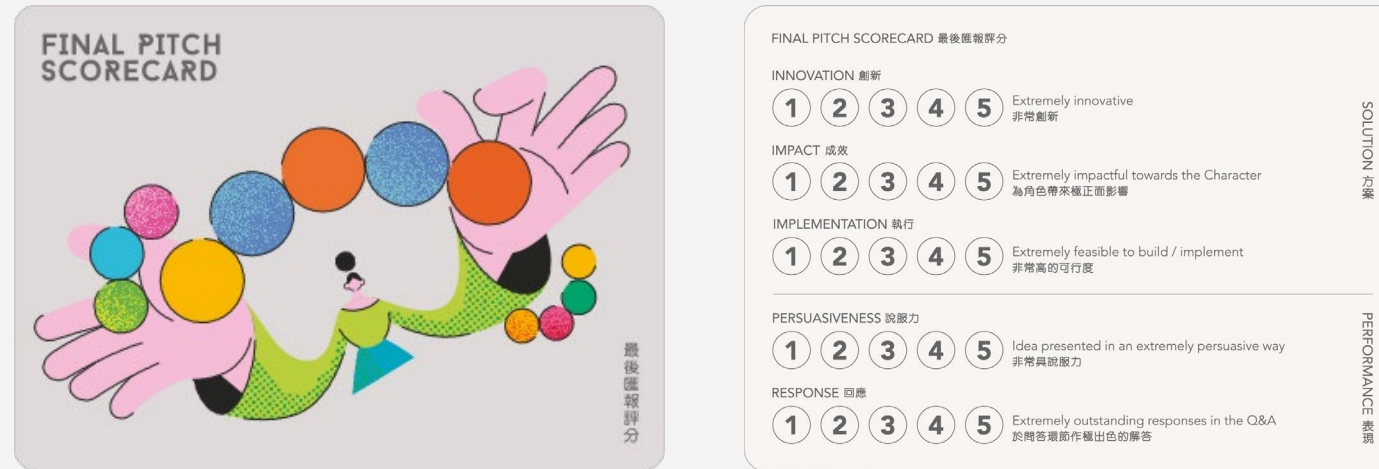 FINAL PITCH
SCORECARD
最後匯報評分
FINAL PITCH SCORECARD 最後匯報評分
INNOVATION 創新
1 2 3 4 5 Extremely innovative
非常創新
IMPACT 成效
1 2 3 4 5 Extremely impactful towards the Character
為角色帶來極正面影響
IMPLEMENTATION 執行
1 2 3 4 5 Extremely feasible to build / implement
非常高的可行度
SOLUTION 方案
PERSUASIVENESS 說服力
1 2 3 4 5 Idea presented in an extremely persuasive way
非常具說服力
RESPONSE 回應
1 2 3 4 5 Extremely outstanding responses in the Q&A
於問答環節作極出色的解答
PERFORMANCE 表現